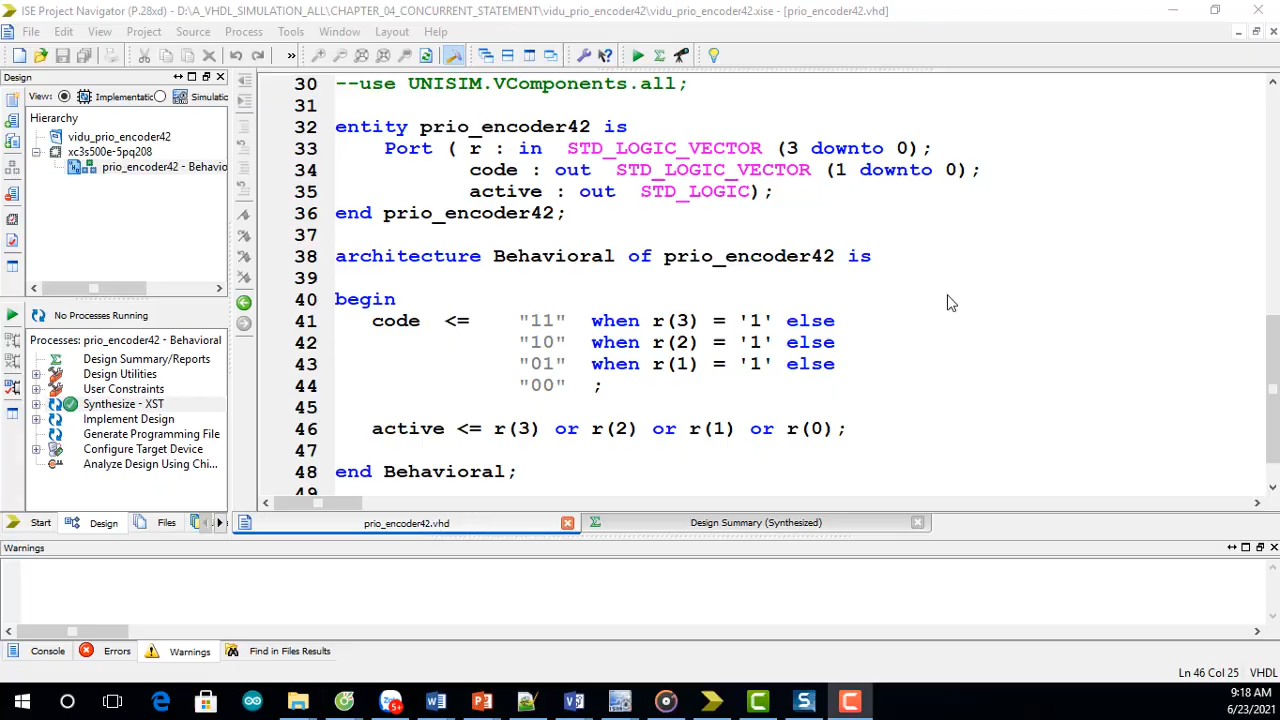 ISE Project Navigator (P.28xd) - D:\A_VHDL_SIMULATION_ALL\CHAPTER_04_CONCURRENT_STATEMENT\vidu_prio_encoder42\vidu_prio_encoder42.xise - [prio_encoder42.vhd]
File Edit View Project Source Process Tools Window Layout Help
Design
View: Implementatic Simulatic
Hierarchy
vidu_prio_encoder42
xc3s500e-5pq208
prio_encoder42 - Behavio
No Processes Running
Processes: prio_encoder42 - Behavioral
Design Summary/Reports
Design Utilities
User Constraints
Synthesize - XST
Implement Design
Generate Programming File
Configure Target Device
Analyze Design Using Chi...
30 --use UNISIM.VComponents.all;
31
32 entity prio_encoder42 is
33 Port ( r : in STD_LOGIC_VECTOR (3 downto 0);
34 code : out STD_LOGIC_VECTOR (1 downto 0);
35 active : out STD_LOGIC);
36 end prio_encoder42;
37
38 architecture Behavioral of prio_encoder42 is
39
40 begin
41 code <= "11" when r(3) = '1' else
42 "10" when r(2) = '1' else
43 "01" when r(1) = '1' else
44 "00" ;
45
46 active <= r(3) or r(2) or r(1) or r(0);
47
48 end Behavioral;
49
Start Design Files
prio_encoder42.vhd Design Summary (Synthesized)
Warnings
Console Errors Warnings Find in Files Results
Ln 46 Col 25 VHDL
9:18 AM
6/23/2021